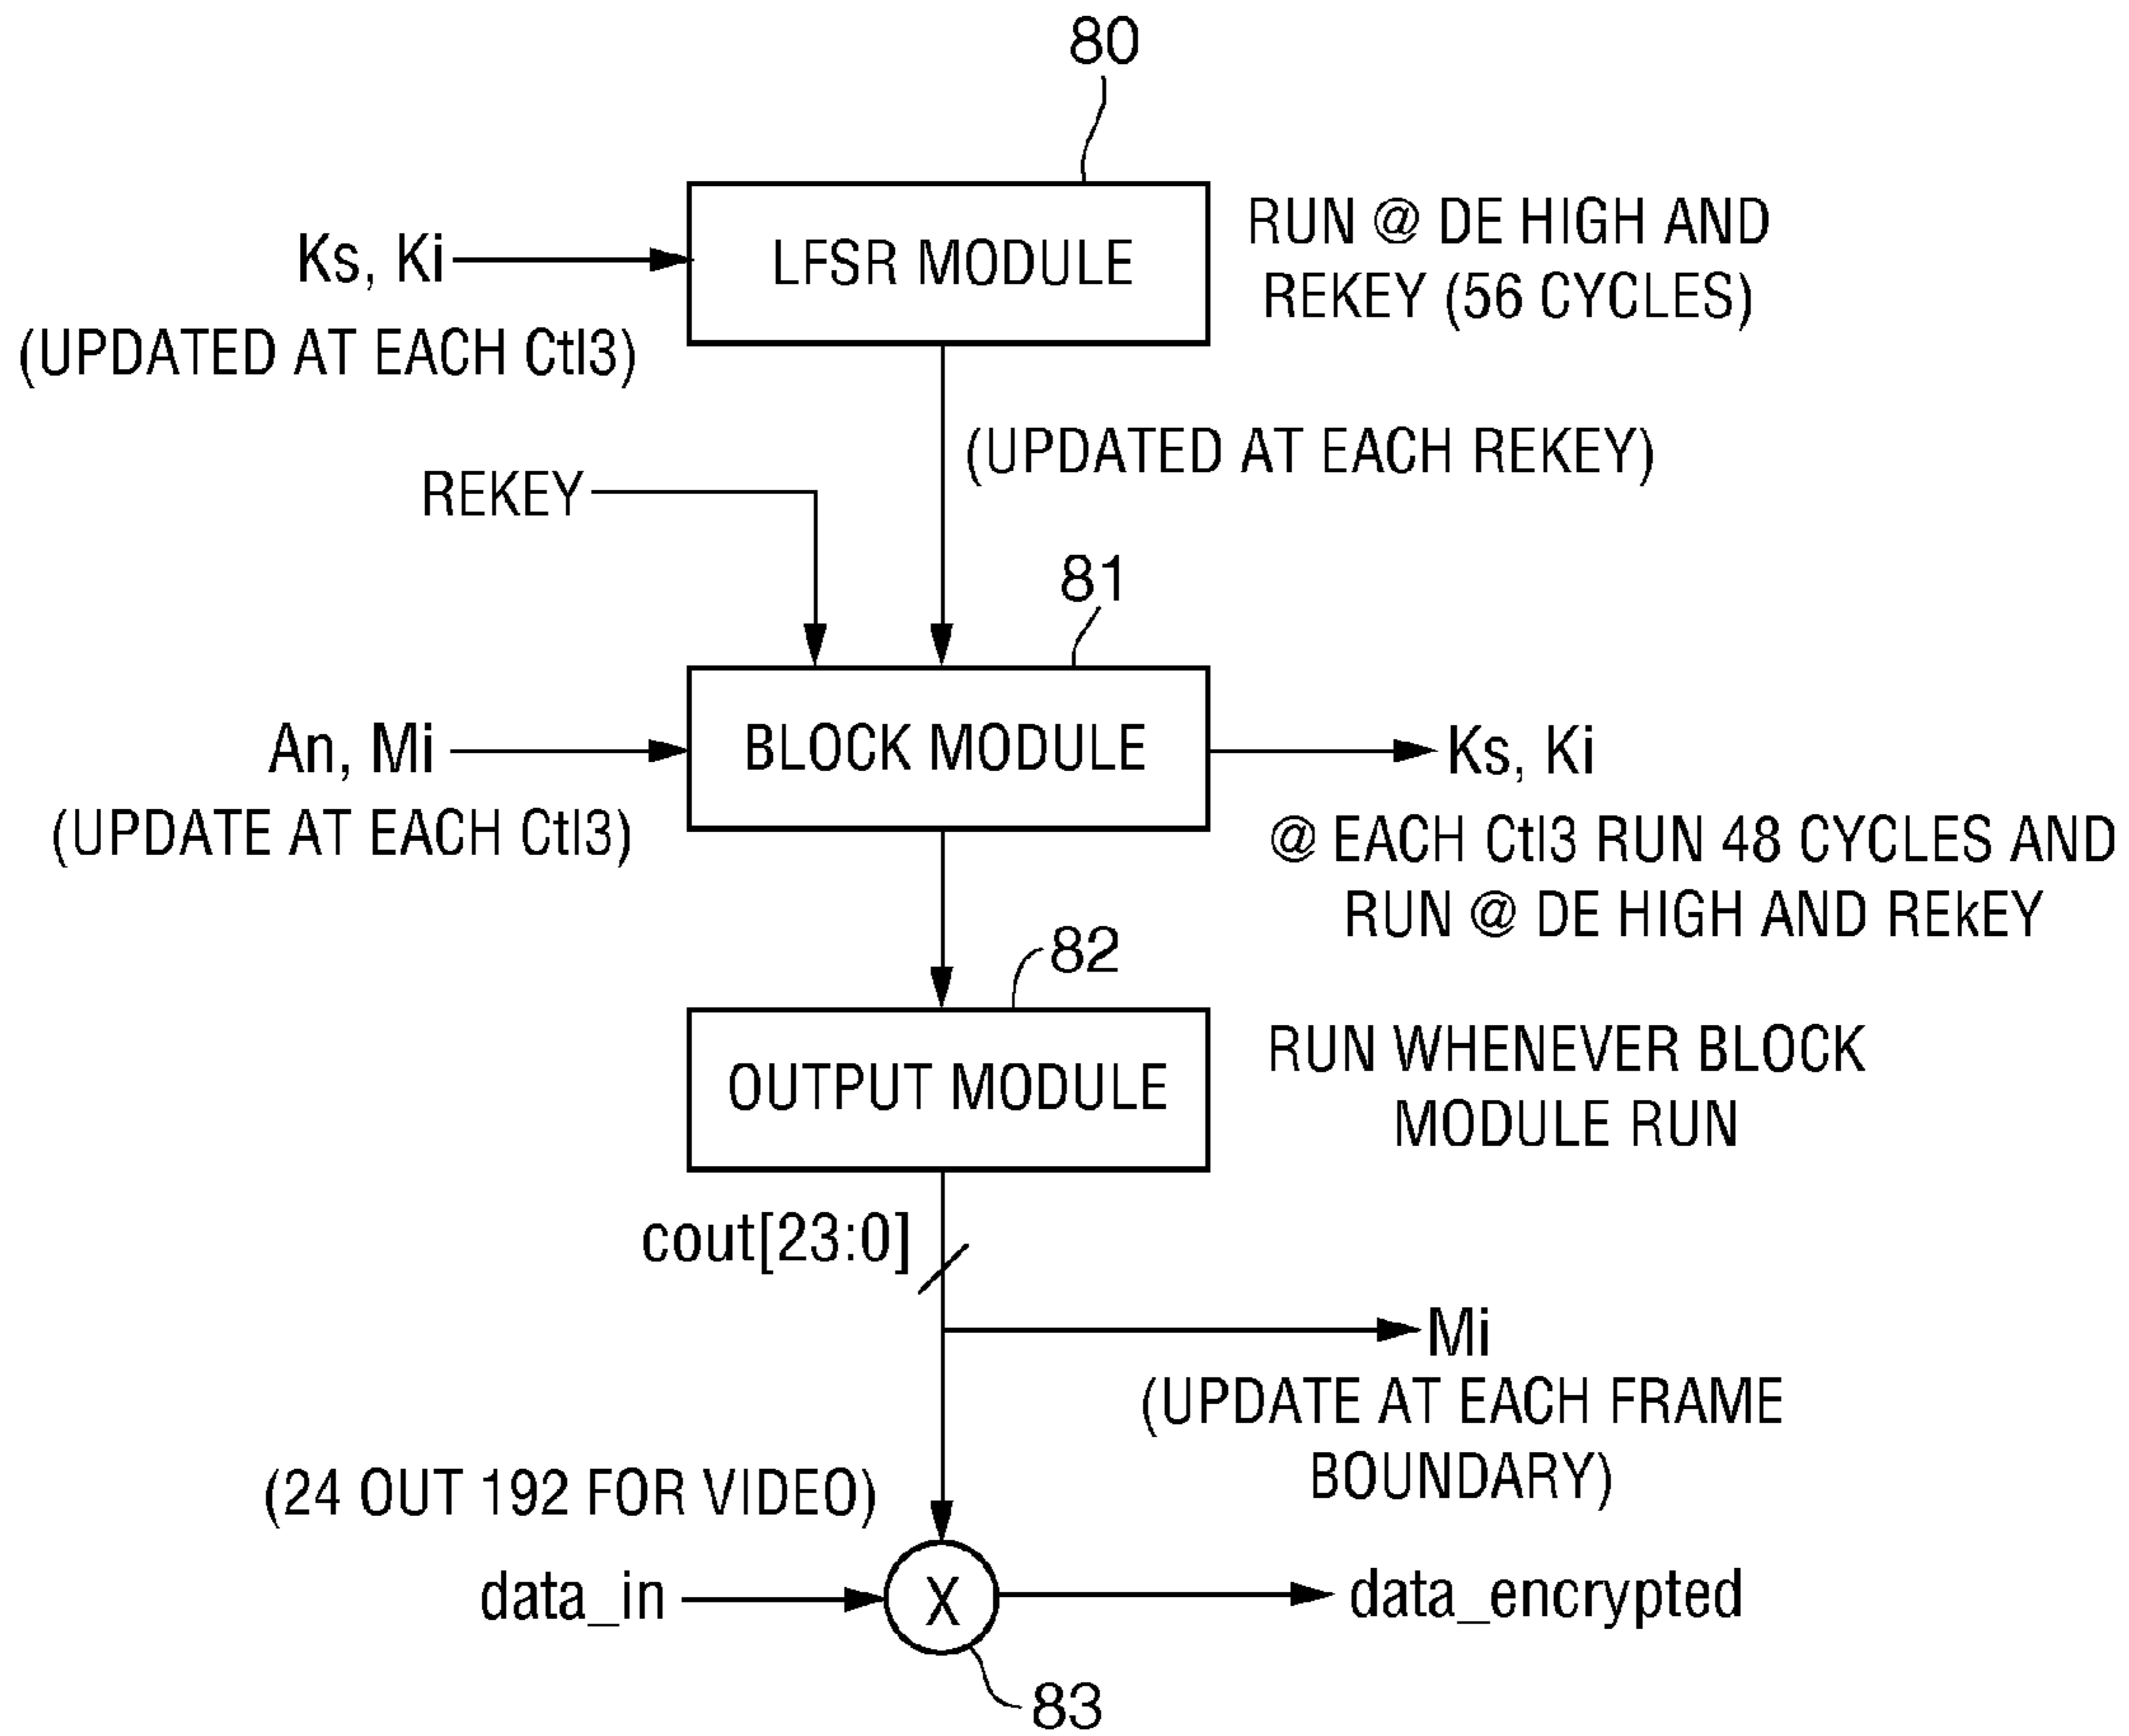 80
LFSR MODULE
RUN @ DE HIGH AND
REKEY (56 CYCLES)
Ks, Ki
(UPDATED AT EACH Ctl3)
(UPDATED AT EACH REKEY)
REKEY
81
BLOCK MODULE
An, Mi
(UPDATE AT EACH Ctl3)
Ks, Ki
@ EACH Ctl3 RUN 48 CYCLES AND
RUN @ DE HIGH AND REkEY
82
OUTPUT MODULE
RUN WHENEVER BLOCK
MODULE RUN
cout[23:0]
Mi
(UPDATE AT EACH FRAME
BOUNDARY)
(24 OUT 192 FOR VIDEO)
data_in
X
data_encrypted
83